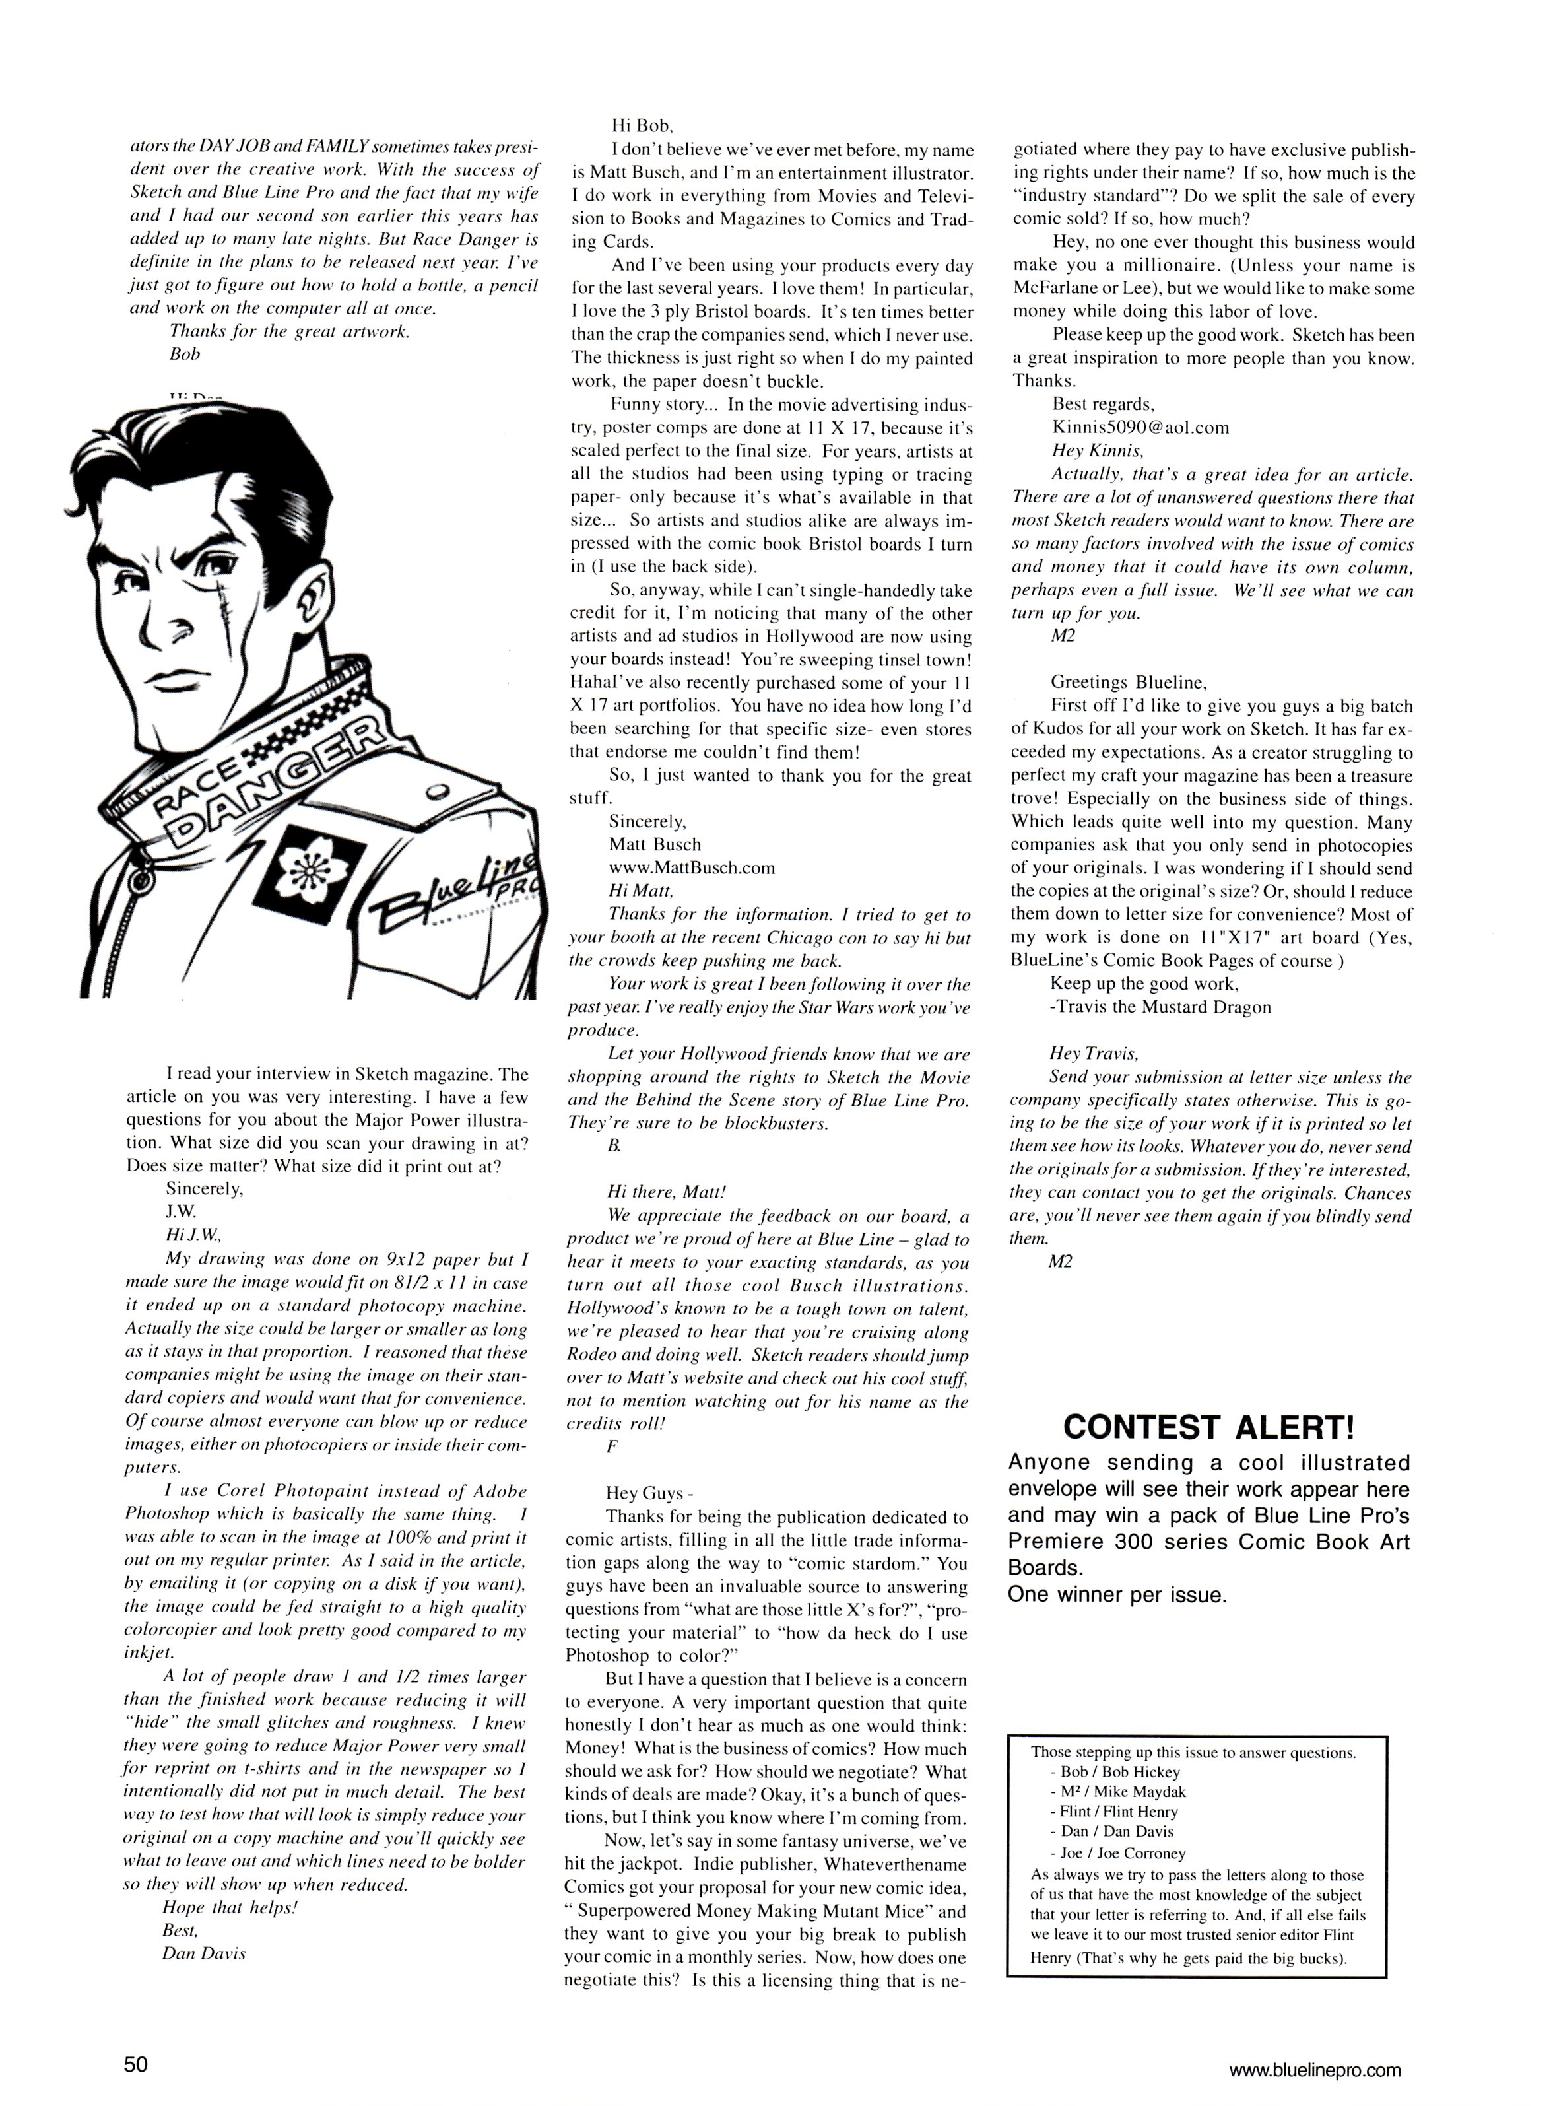 ators the DAY JOB and FAMILY sometimes takes presi-
dent over the creative work. With the success of
Sketch and Blue Line Pro and the fact that my wife
and I had our second son earlier this years has
added up to many late nights. But Race Danger is
definite in the plans to be released next year. I've
just got to figure out how to hold a bottle, a pencil
and work on the computer all at once.
Thanks for the great artwork.
Bob
RACE
DANGER
Blue Line
PRO
I read your interview in Sketch magazine. The
article on you was very interesting. I have a few
questions for you about the Major Power illustra-
tion. What size did you scan your drawing in at?
Does size matter? What size did it print out at?
Sincerely,
J.W.
Hi J.W.,
My drawing was done on 9x12 paper but I
made sure the image would fit on 81/2 x 11 in case
it ended up on a standard photocopy machine.
Actually the size could be larger or smaller as long
as it stays in that proportion. I reasoned that these
companies might be using the image on their stan-
dard copiers and would want that for convenience.
Of course almost everyone can blow up or reduce
images, either on photocopiers or inside their com-
puters.
I use Corel Photopaint instead of Adobe
Photoshop which is basically the same thing. I
was able to scan in the image at 100% and print it
out on my regular printer. As I said in the article,
by emailing it (or copying on a disk if you want),
the image could be fed straight to a high quality
colorcopier and look pretty good compared to my
inkjet.
A lot of people draw 1 and 1/2 times larger
than the finished work because reducing it will
"hide" the small glitches and roughness. I knew
they were going to reduce Major Power very small
for reprint on t-shirts and in the newspaper so I
intentionally did not put in much detail. The best
way to test how that will look is simply reduce your
original on a copy machine and you'll quickly see
what to leave out and which lines need to be bolder
so they will show up when reduced.
Hope that helps!
Best,
Dan Davis
Hi Bob,
I don't believe we've ever met before, my name
is Matt Busch, and I'm an entertainment illustrator.
I do work in everything from Movies and Televi-
sion to Books and Magazines to Comics and Trad-
ing Cards.
And I've been using your products every day
for the last several years. I love them! In particular,
I love the 3 ply Bristol boards. It's ten times better
than the crap the companies send, which I never use.
The thickness is just right so when I do my painted
work, the paper doesn't buckle.
Funny story... In the movie advertising indus-
try, poster comps are done at 11 X 17, because it's
scaled perfect to the final size. For years, artists at
all the studios had been using typing or tracing
paper- only because it's what's available in that
size... So artists and studios alike are always im-
pressed with the comic book Bristol boards I turn
in (I use the back side).
So, anyway, while I can't single-handedly take
credit for it, I'm noticing that many of the other
artists and ad studios in Hollywood are now using
your boards instead! You're sweeping tinsel town!
HahaI've also recently purchased some of your 11
X 17 art portfolios. You have no idea how long I'd
been searching for that specific size- even stores
that endorse me couldn't find them!
So, I just wanted to thank you for the great
stuff.
Sincerely,
Matt Busch
www.MattBusch.com
Hi Matt,
Thanks for the information. I tried to get to
your booth at the recent Chicago con to say hi but
the crowds keep pushing me back.
Your work is great I been following it over the
past year. I've really enjoy the Star Wars work you've
produce.
Let your Hollywood friends know that we are
shopping around the rights to Sketch the Movie
and the Behind the Scene story of Blue Line Pro.
They're sure to be blockbusters.
B.
Hi there, Matt!
We appreciate the feedback on our board, a
product we're proud of here at Blue Line – glad to
hear it meets to your exacting standards, as you
turn out all those cool Busch illustrations.
Hollywood's known to be a tough town on talent,
we're pleased to hear that you're cruising along
Rodeo and doing well. Sketch readers should jump
over to Matt's website and check out his cool stuff,
not to mention watching out for his name as the
credits roll!
F
Hey Guys -
Thanks for being the publication dedicated to
comic artists, filling in all the little trade informa-
tion gaps along the way to "comic stardom." You
guys have been an invaluable source to answering
questions from "what are those little X's for?", "pro-
tecting your material" to "how da heck do I use
Photoshop to color?"
But I have a question that I believe is a concern
to everyone. A very important question that quite
honestly I don't hear as much as one would think:
Money! What is the business of comics? How much
should we ask for? How should we negotiate? What
kinds of deals are made? Okay, it's a bunch of ques-
tions, but I think you know where I'm coming from.
Now, let's say in some fantasy universe, we've
hit the jackpot. Indie publisher, Whateverthename
Comics got your proposal for your new comic idea,
" Superpowered Money Making Mutant Mice" and
they want to give you your big break to publish
your comic in a monthly series. Now, how does one
negotiate this? Is this a licensing thing that is ne-
gotiated where they pay to have exclusive publish-
ing rights under their name? If so, how much is the
"industry standard"? Do we split the sale of every
comic sold? If so, how much?
Hey, no one ever thought this business would
make you a millionaire. (Unless your name is
McFarlane or Lee), but we would like to make some
money while doing this labor of love.
Please keep up the good work. Sketch has been
a great inspiration to more people than you know.
Thanks.
Best regards,
Kinnis5090@aol.com
Hey Kinnis,
Actually, that's a great idea for an article.
There are a lot of unanswered questions there that
most Sketch readers would want to know. There are
so many factors involved with the issue of comics
and money that it could have its own column,
perhaps even a full issue. We'll see what we can
turn up for you.
M2
Greetings Blueline,
First off I'd like to give you guys a big batch
of Kudos for all your work on Sketch. It has far ex-
ceeded my expectations. As a creator struggling to
perfect my craft your magazine has been a treasure
trove! Especially on the business side of things.
Which leads quite well into my question. Many
companies ask that you only send in photocopies
of your originals. I was wondering if I should send
the copies at the original's size? Or, should I reduce
them down to letter size for convenience? Most of
my work is done on 11"X17" art board (Yes,
BlueLine's Comic Book Pages of course )
Keep up the good work,
-Travis the Mustard Dragon
Hey Travis,
Send your submission at letter size unless the
company specifically states otherwise. This is go-
ing to be the size of your work if it is printed so let
them see how its looks. Whatever you do, never send
the originals for a submission. If they're interested,
they can contact you to get the originals. Chances
are, you'll never see them again if you blindly send
them.
M2
CONTEST ALERT!
Anyone sending a cool illustrated
envelope will see their work appear here
and may win a pack of Blue Line Pro's
Premiere 300 series Comic Book Art
Boards.
One winner per issue.
Those stepping up this issue to answer questions.
- Bob / Bob Hickey
- M² / Mike Maydak
- Flint / Flint Henry
- Dan / Dan Davis
- Joe / Joe Corroney
As always we try to pass the letters along to those
of us that have the most knowledge of the subject
that your letter is referring to. And, if all else fails
we leave it to our most trusted senior editor Flint
Henry (That's why he gets paid the big bucks).
50
www.bluelinepro.com